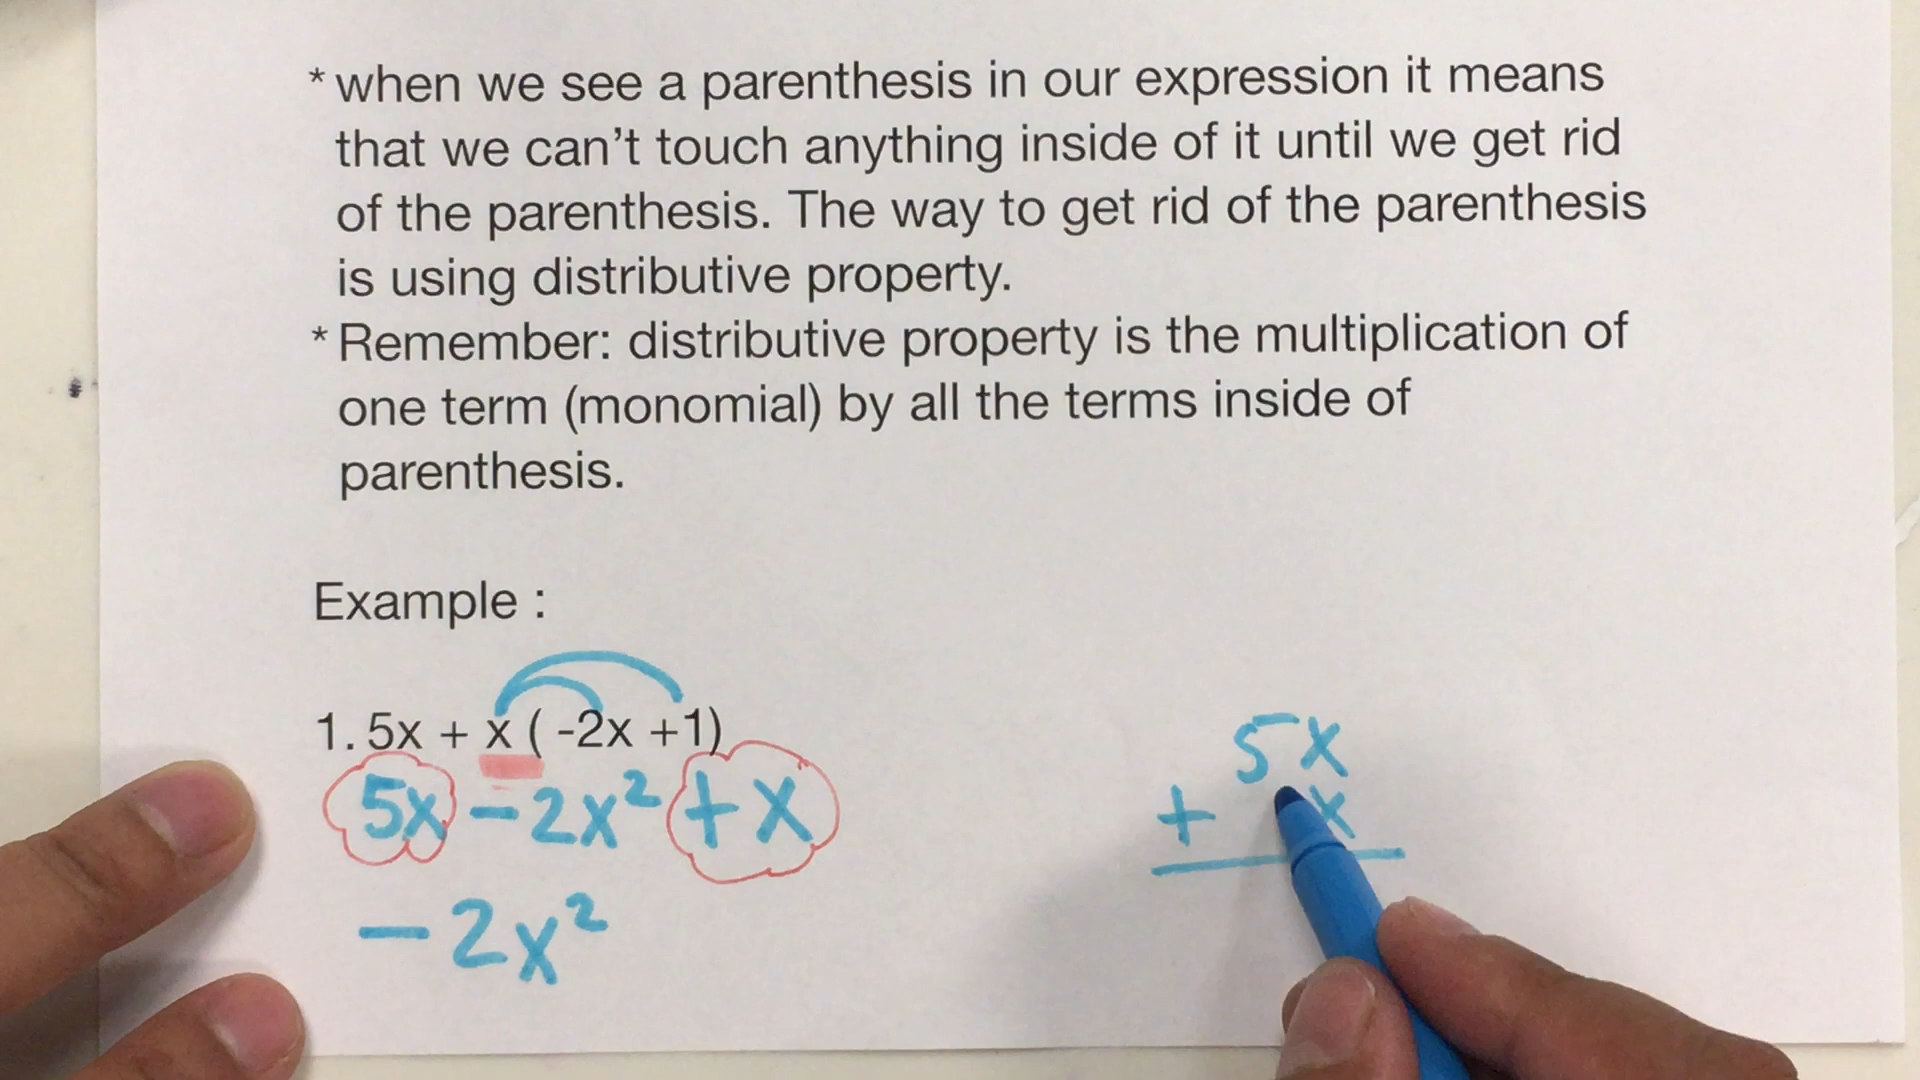 * when we see a parenthesis in our expression it means
that we can't touch anything inside of it until we get rid
of the parenthesis. The way to get rid of the parenthesis
is using distributive property.
* Remember: distributive property is the multiplication of
one term (monomial) by all the terms inside of
parenthesis.
Example :
1. 5x + x ( -2x +1)
5x - 2x² + x
- 2x²
5x
+ x